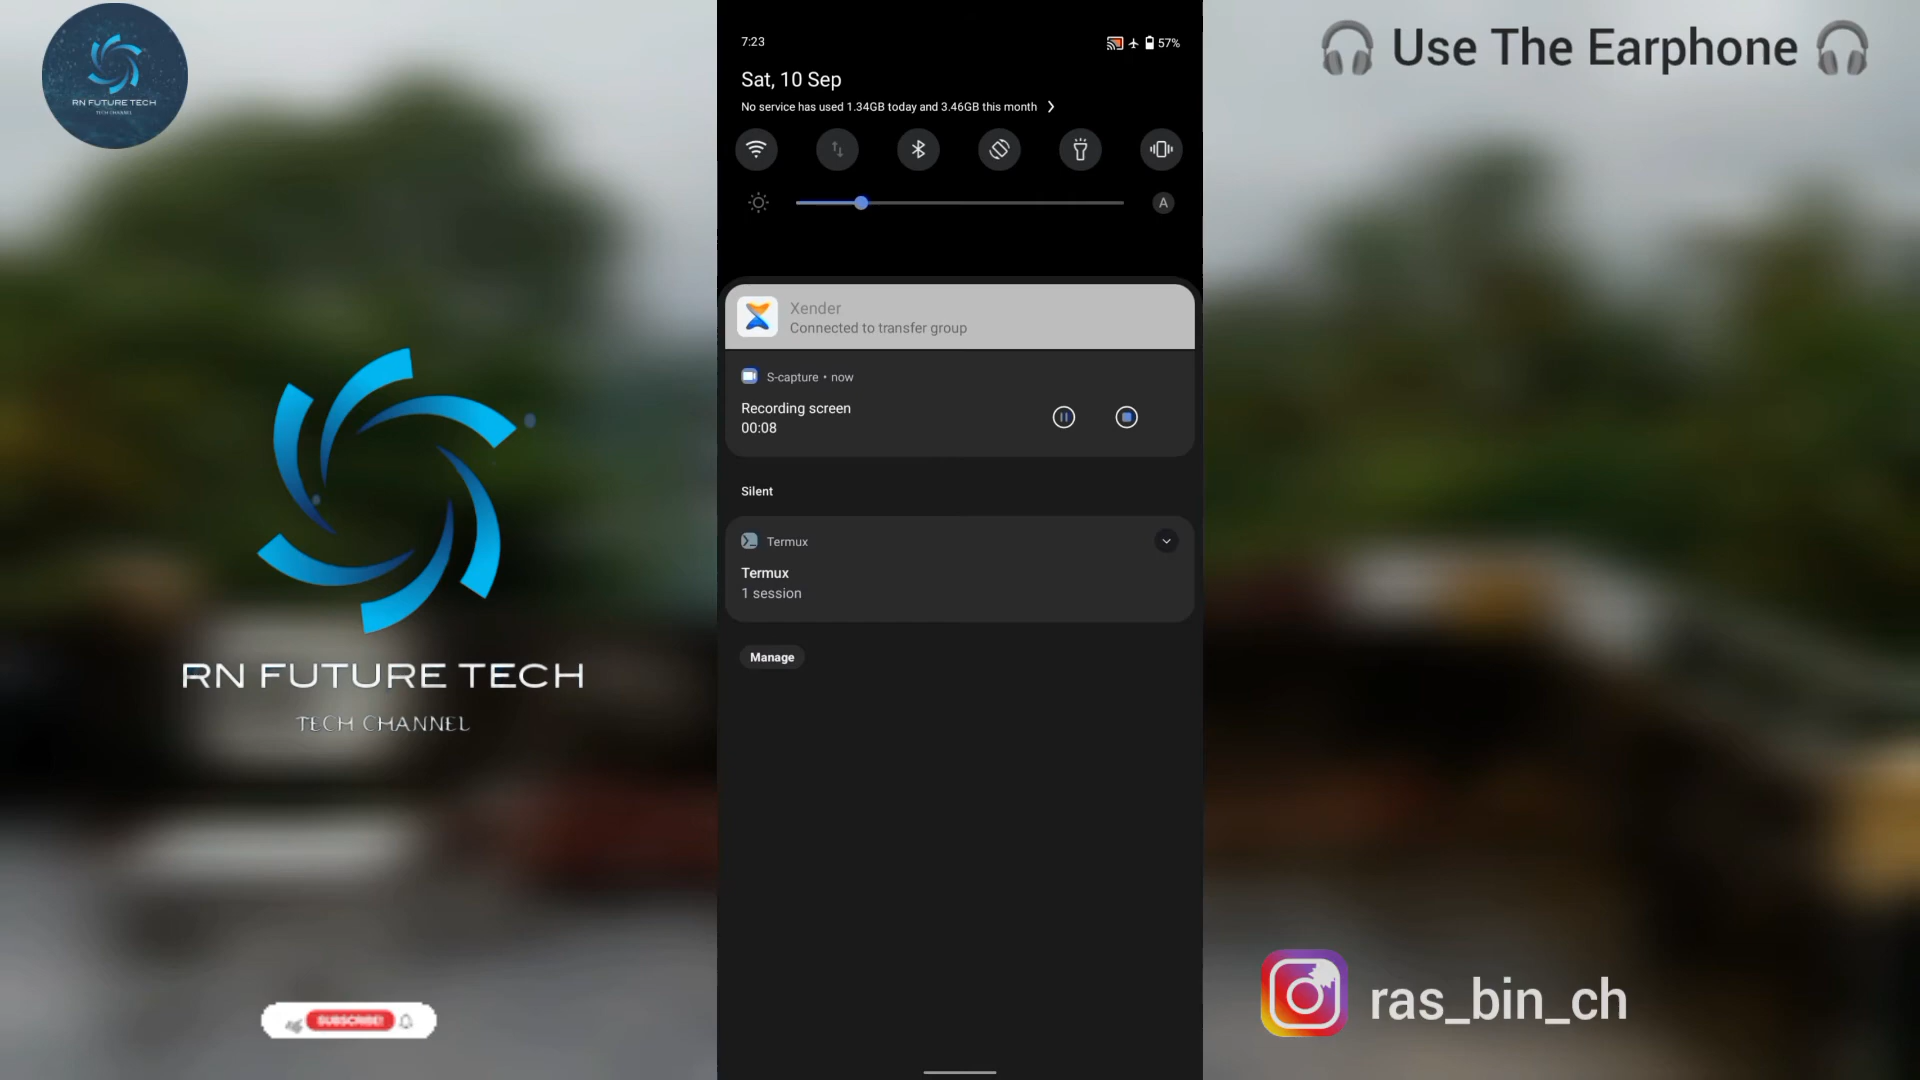 RN FUTURE TECH
TECH CHANNEL
RN FUTURE TECH
TECH CHANNEL
SUBSCRIBE!
7:23
57%
Sat, 10 Sep
No service has used 1.34GB today and 3.46GB this month
A
Xender
Connected to transfer group
S-capture • now
Recording screen
00:08
Silent
Termux
Termux
1 session
Manage
Use The Earphone
ras_bin_ch